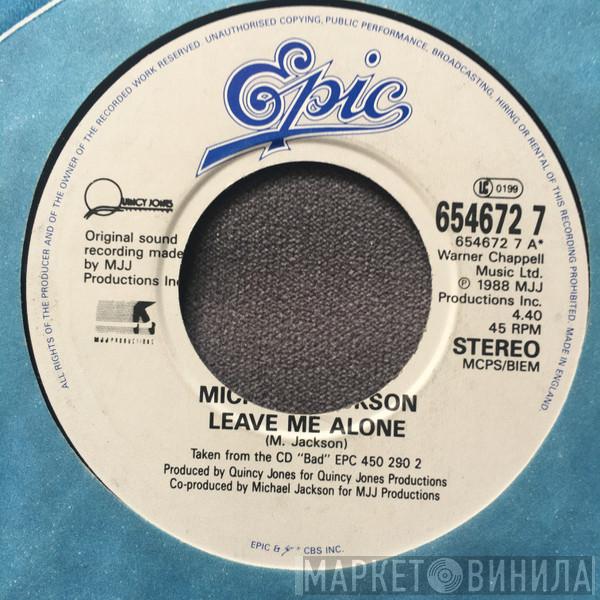 ALL RIGHTS OF THE PRODUCER AND OF THE OWNER OF THE RECORDED WORK RESERVED UNAUTHORISED COPYING, PUBLIC PERFORMANCE, BROADCASTING, HIRING OR RENTAL OF THIS RECORDING PROHIBITED. MADE IN ENGLAND.
Epic
QUINCY JONES
Original sound
recording made
by MJJ
Productions Inc
MJJ PRODUCTIONS
LC 0199
654672 7
654672 7 A*
Warner Chappell
Music Ltd.
℗ 1988 MJJ
Productions Inc.
4.40
45 RPM
STEREO
MCPS/BIEM
MIC KSON
LEAVE ME ALONE
(M. Jackson)
Taken from the CD "Bad" EPC 450 290 2
Produced by Quincy Jones for Quincy Jones Productions
Co-produced by Michael Jackson for MJJ Productions
EPIC & CBS INC.
МАРКЕТ ВИНИЛА